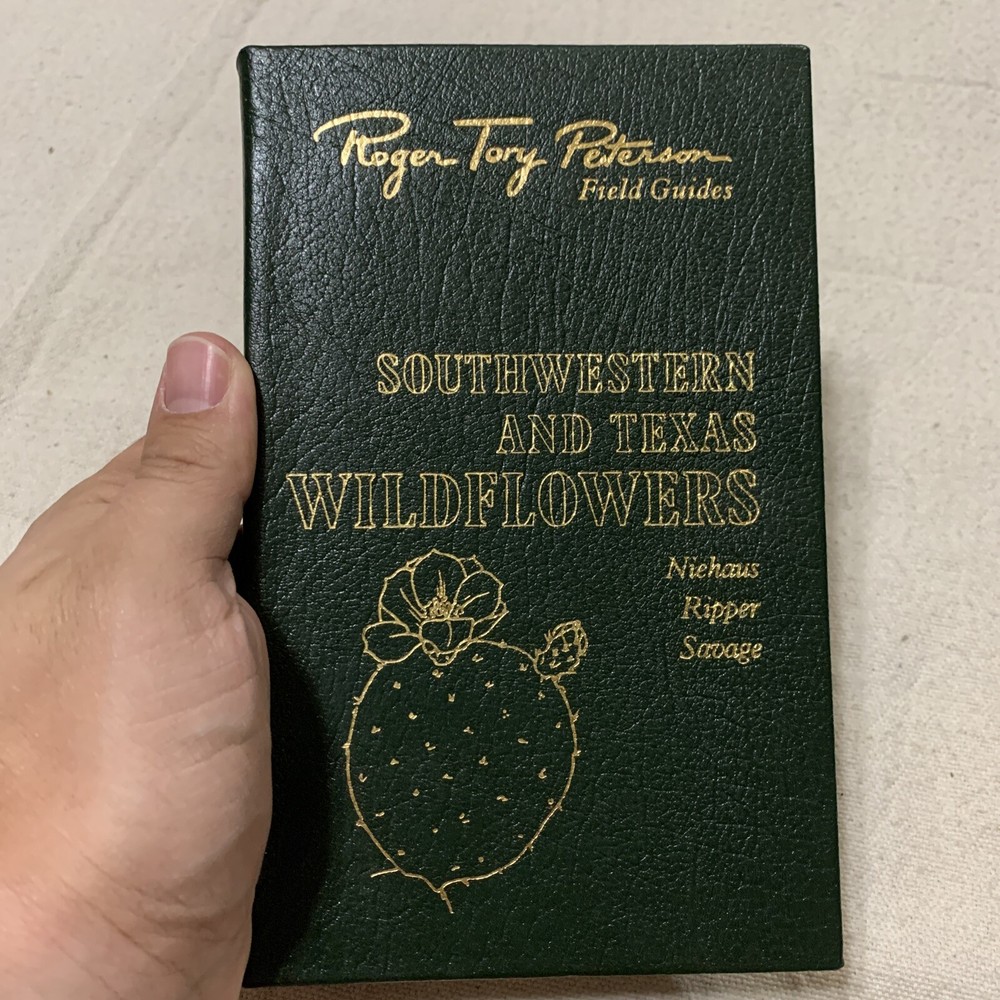 Roger Tory Peterson
Field Guides
SOUTHWESTERN
AND TEXAS
WILDFLOWERS
Niehaus
Ripper
Savage